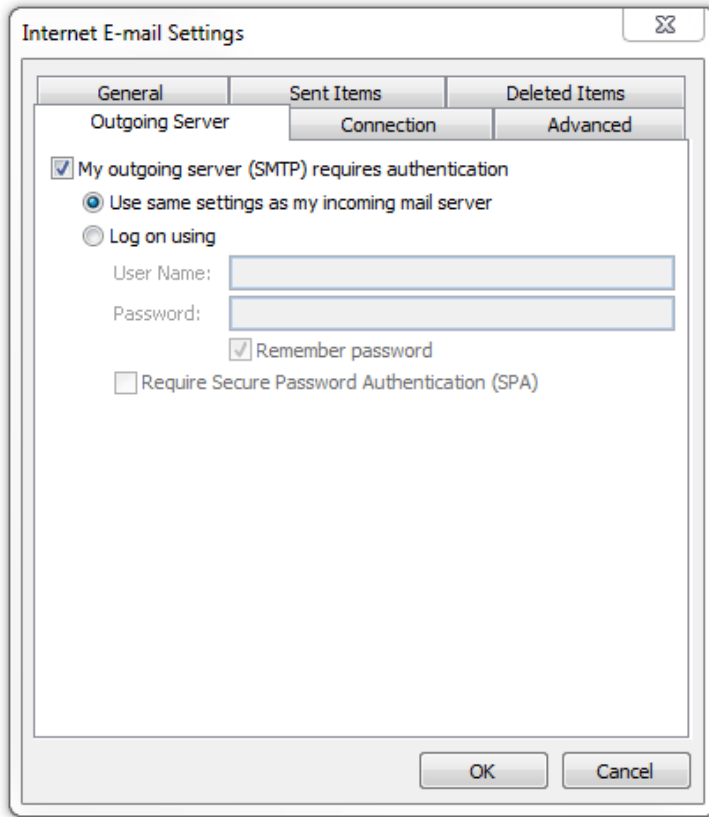 Internet E-mail Settings
General Sent Items Deleted Items
Outgoing Server Connection Advanced
My outgoing server (SMTP) requires authentication
Use same settings as my incoming mail server
Log on using
User Name:
Password:
Remember password
Require Secure Password Authentication (SPA)
OK Cancel